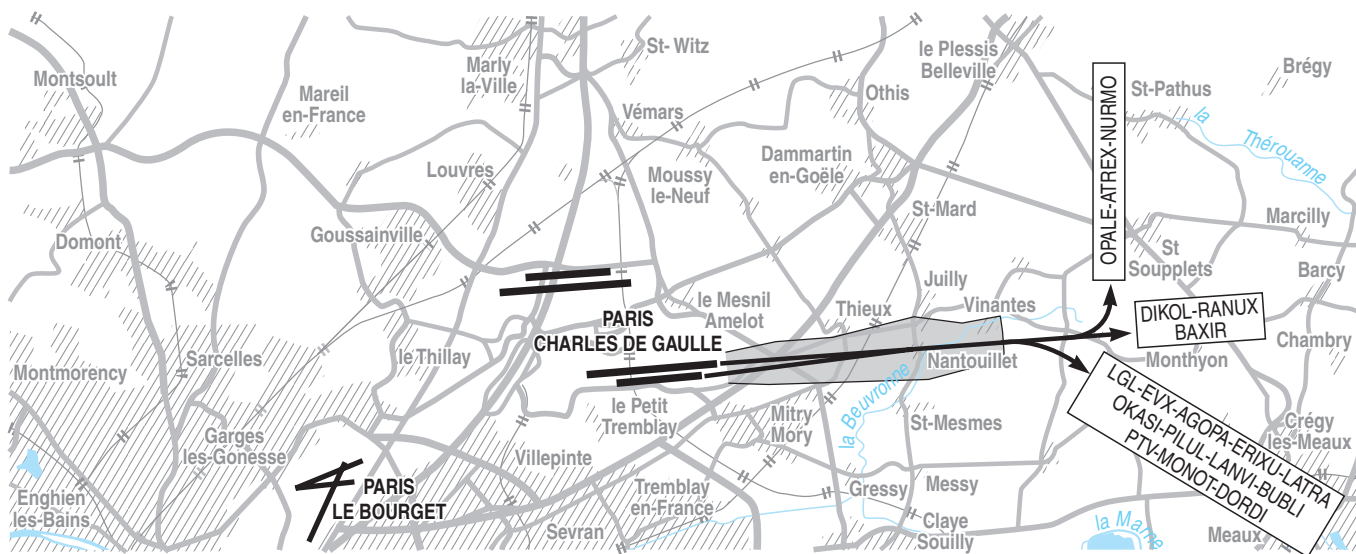 St- Witz
le Plessis
Belleville
Brégy
Montsoult
Marly
la-Ville
Mareil
en-France
Othis
St-Pathus
la Thérouanne
Vémars
Dammartin
en-Goële
Louvres
Moussy
le-Neuf
OPALE-ATREX-NURMO
St-Mard
Marcilly
Domont
Goussainville
St
Soupplets
Barcy
Juilly
le Mesnil
Amelot
Thieux
Vinantes
PARIS
CHARLES DE GAULLE
DIKOL-RANUX
BAXIR
Chambry
Sarcelles
le Thillay
Nantouillet
Monthyon
Montmorency
LGL-EVX-AGOPA-ERIXU-LATRA
OKASI-PILUL-LANVI-BUBLI
PTV-MONOT-DORDI
le Petit
Tremblay
Mitry
Mory
la Beuvronne
St-Mesmes
Crégy
les-Meaux
Garges
les-Gonesse
Villepinte
PARIS
LE BOURGET
Tremblay
en-France
Gressy
Messy
Enghien
les-Bains
Sevran
Claye
Souilly
la Marne
Meaux